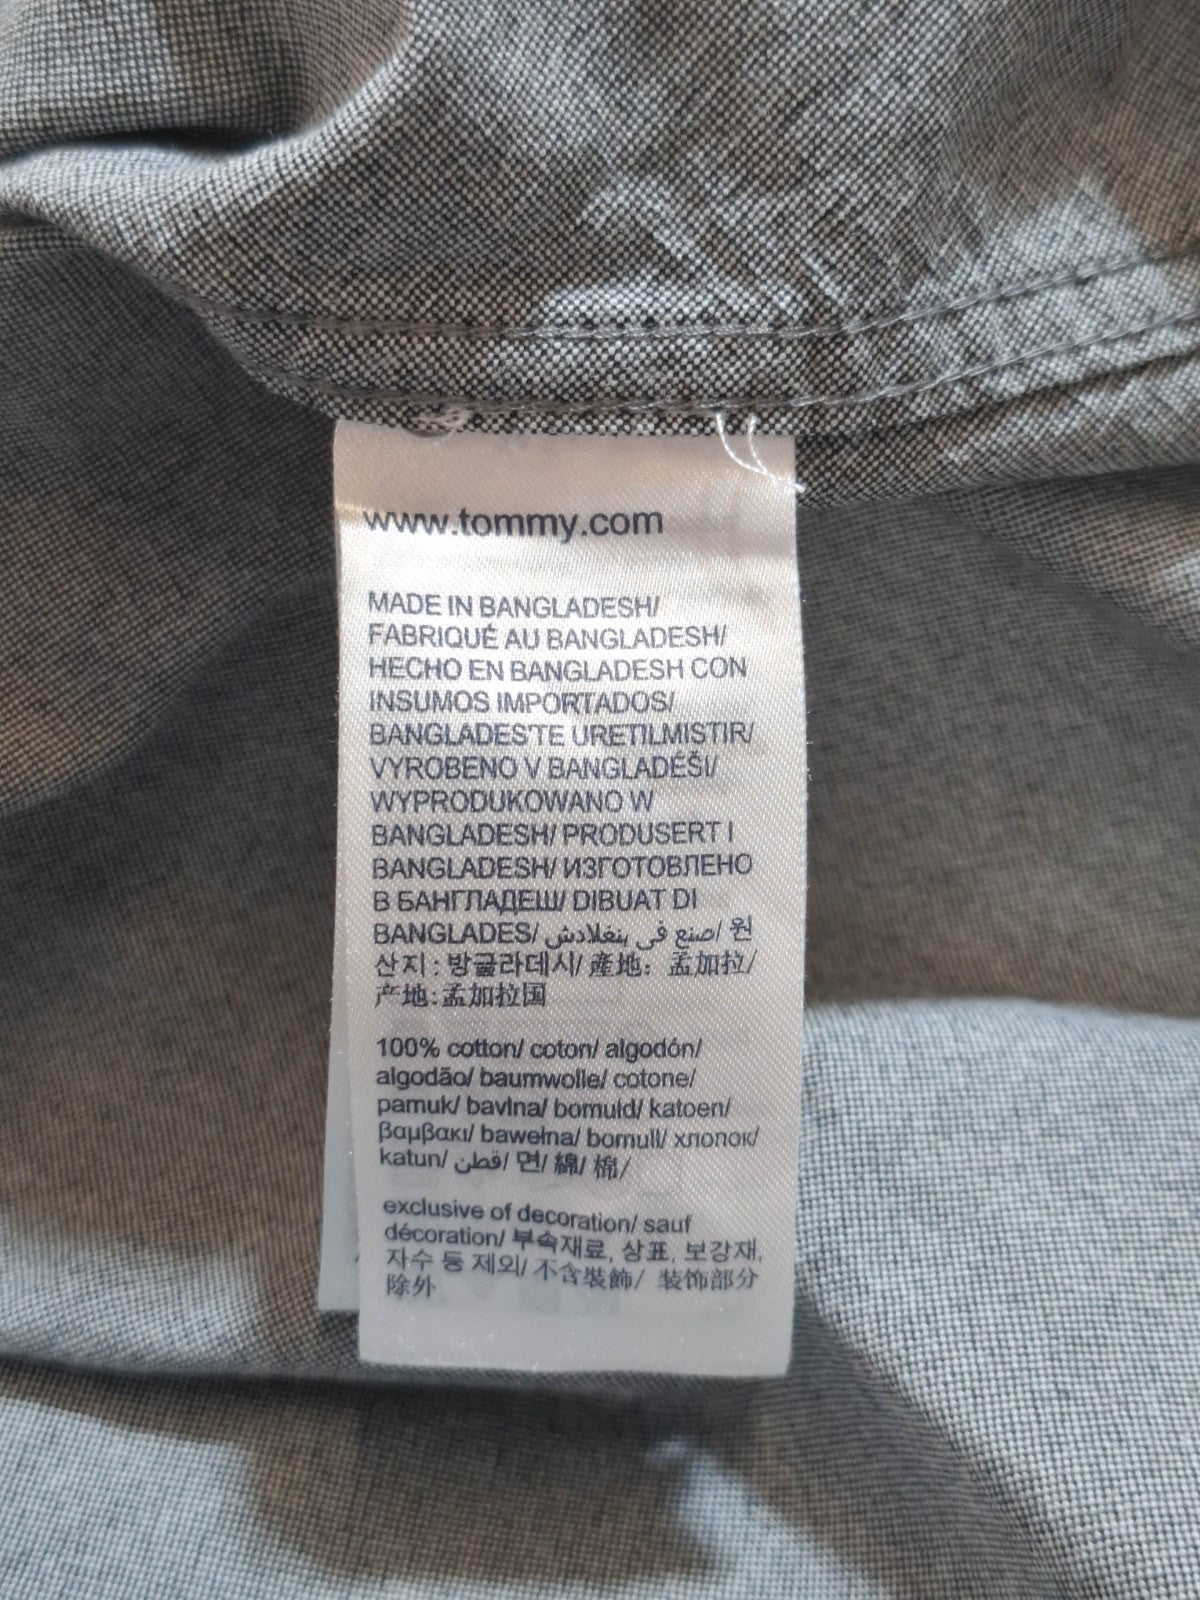 www.tommy.com
MADE IN BANGLADESH/
FABRIQUÉ AU BANGLADESH/
HECHO EN BANGLADESH CON
INSUMOS IMPORTADOS/
BANGLADES'TE URETILMISTIR/
VYROBENO V BANGLADÉŠI/
WYPRODUKOWANO W
BANGLADESH/ PRODUSERT I
BANGLADESH/ ИЗГОТОВЛЕНО
В БАНГЛАДЕШ/ DIBUAT DI
BANGLADES/ صنع في بنغلادش/ 원
산지 : 방글라데시/ 產地： 孟加拉/
产地:孟加拉国
100% cotton/ coton/ algodón/
algodão/ baumwolle/ cotone/
pamuk/ bavlna/ bomuld/ katoen/
βαμβακι/ bawełna/ bomull/ хлопок/
katun/ قطن/ 면/ 綿/ 棉/
exclusive of decoration/ sauf
décoration/ 부속재료, 상표, 보강재,
자수 등 제외/ 不含裝飾/ 装饰部分
除外